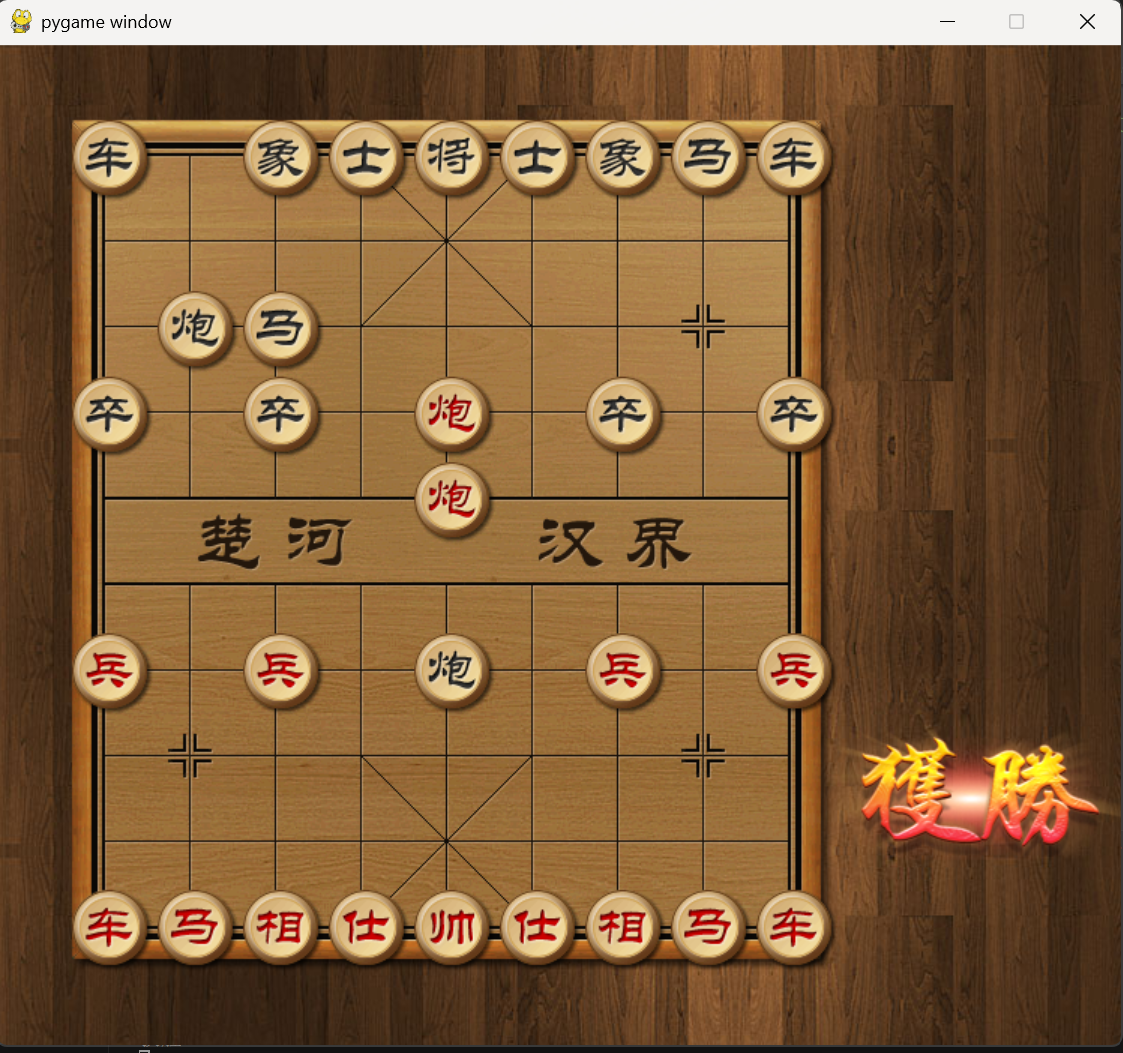 pygame window
车 象 士 将 士 象 马 车
炮 马
卒 卒 炮 卒 卒
炮
楚河 汉界
兵 兵 炮 兵 兵
獲勝
车 马 相 仕 帅 仕 相 马 车